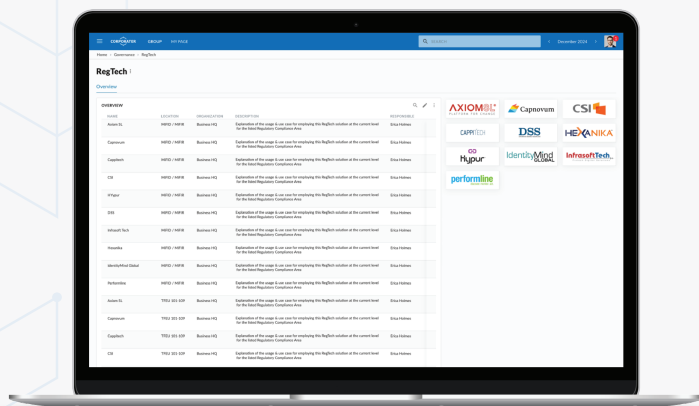 CORPORATER
GROUP
MY PAGE
SEARCH
December 2024
Home > Governance > RegTech
RegTech
Overview
OVERVIEW
NAME LOCATION ORGANIZATION DESCRIPTION RESPONSIBLE
Axiom SL MIFID / MIFIR Business HQ Explanation of the usage & use case for employing this RegTech solution at the current level Erica Holmes
for the listed Regulatory Compliance Area
Capnovum MIFID / MIFIR Business HQ Explanation of the usage & use case for employing this RegTech solution at the current level Erica Holmes
for the listed Regulatory Compliance Area
Cappitech MIFID / MIFIR Business HQ Explanation of the usage & use case for employing this RegTech solution at the current level Erica Holmes
for the listed Regulatory Compliance Area
CSI MIFID / MIFIR Business HQ Explanation of the usage & use case for employing this RegTech solution at the current level Erica Holmes
for the listed Regulatory Compliance Area
HYpur MIFID / MIFIR Business HQ Explanation of the usage & use case for employing this RegTech solution at the current level Erica Holmes
for the listed Regulatory Compliance Area
DSS MIFID / MIFIR Business HQ Explanation of the usage & use case for employing this RegTech solution at the current level Erica Holmes
for the listed Regulatory Compliance Area
Infrasoft Tech MIFID / MIFIR Business HQ Explanation of the usage & use case for employing this RegTech solution at the current level Erica Holmes
for the listed Regulatory Compliance Area
Hexanika MIFID / MIFIR Business HQ Explanation of the usage & use case for employing this RegTech solution at the current level Erica Holmes
for the listed Regulatory Compliance Area
IdentityMind Global MIFID / MIFIR Business HQ Explanation of the usage & use case for employing this RegTech solution at the current level Erica Holmes
for the listed Regulatory Compliance Area
Performline MIFID / MIFIR Business HQ Explanation of the usage & use case for employing this RegTech solution at the current level Erica Holmes
for the listed Regulatory Compliance Area
Axiom SL TFEU 101-109 Business HQ Explanation of the usage & use case for employing this RegTech solution at the current level Erica Holmes
for the listed Regulatory Compliance Area
Capnovum TFEU 101-109 Business HQ Explanation of the usage & use case for employing this RegTech solution at the current level Erica Holmes
for the listed Regulatory Compliance Area
Cappitech TFEU 101-109 Business HQ Explanation of the usage & use case for employing this RegTech solution at the current level Erica Holmes
for the listed Regulatory Compliance Area
CSI TFEU 101-109 Business HQ Explanation of the usage & use case for employing this RegTech solution at the current level Erica Holmes
for the listed Regulatory Compliance Area
AXIOMSL Capnovum CSI
PLATFORM FOR CHANGE
CAPPITECH DSS HEXANIKA
Hypur IdentityMind GLOBAL InfrasoftTech
performline